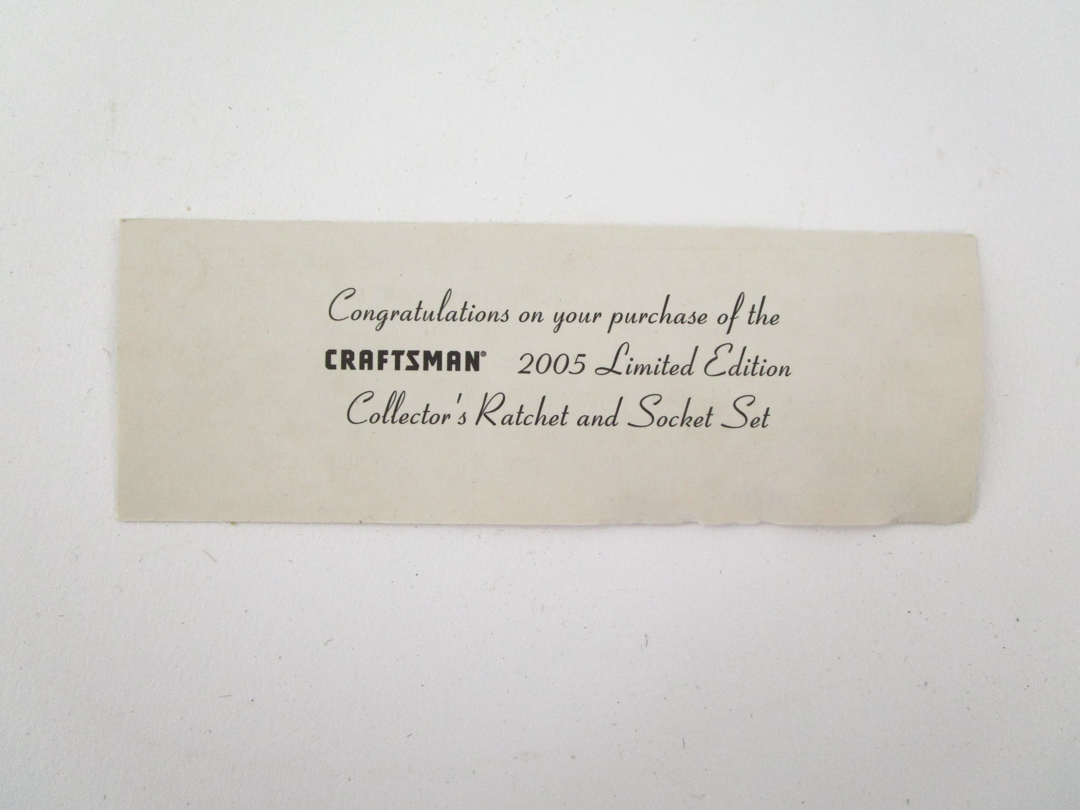 Congratulations on your purchase of the
CRAFTSMAN® 2005 Limited Edition
Collector's Ratchet and Socket Set